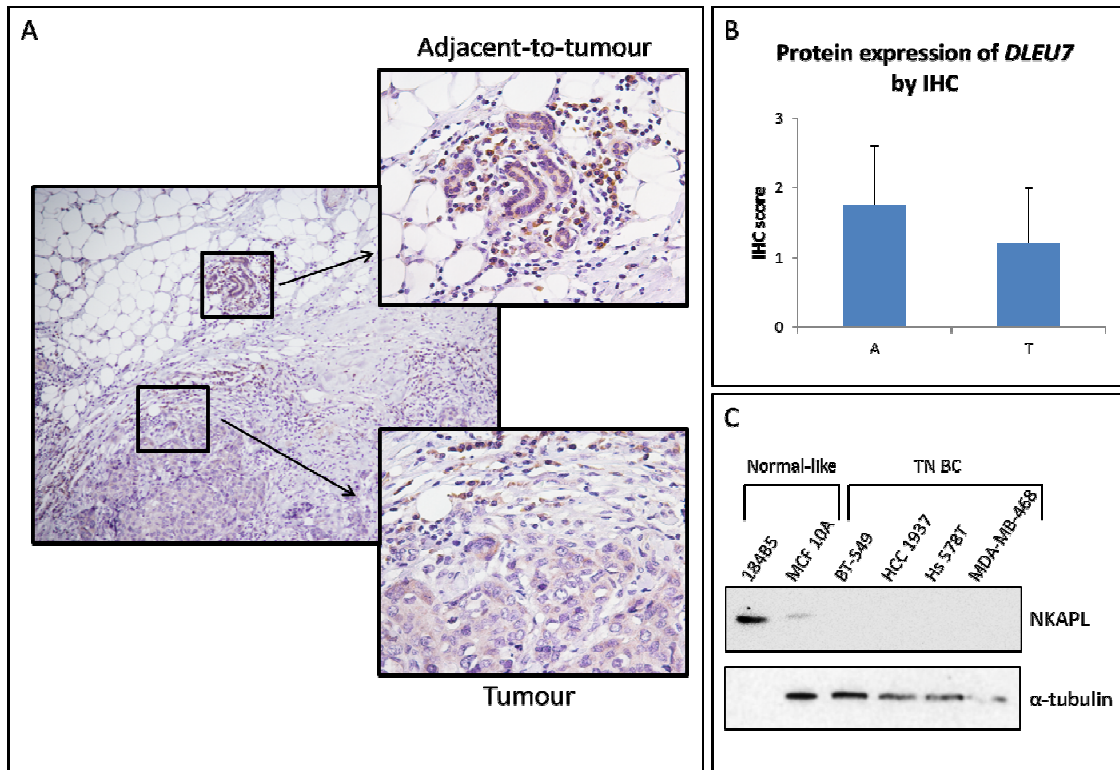 A
Adjacent-to-tumour
Tumour
B
Protein expression of DLEU7
by IHC
3
2
1
0
IHC score
A
T
C
Normal-like
TN BC
184B5
MCF 10A
BT-549
HCC 1937
Hs 578T
MDA-MB-468
NKAPL
α-tubulin